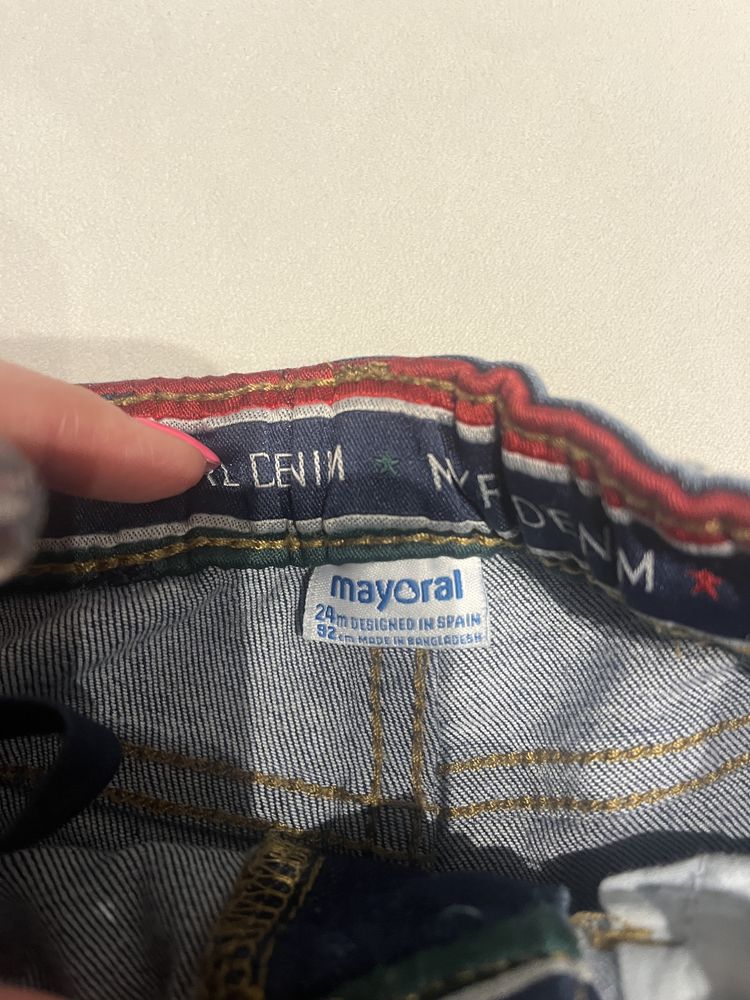 DENIM ★ DENIM ★
mayoral
24m DESIGNED IN SPAIN
92cm MADE IN BANGLADESH